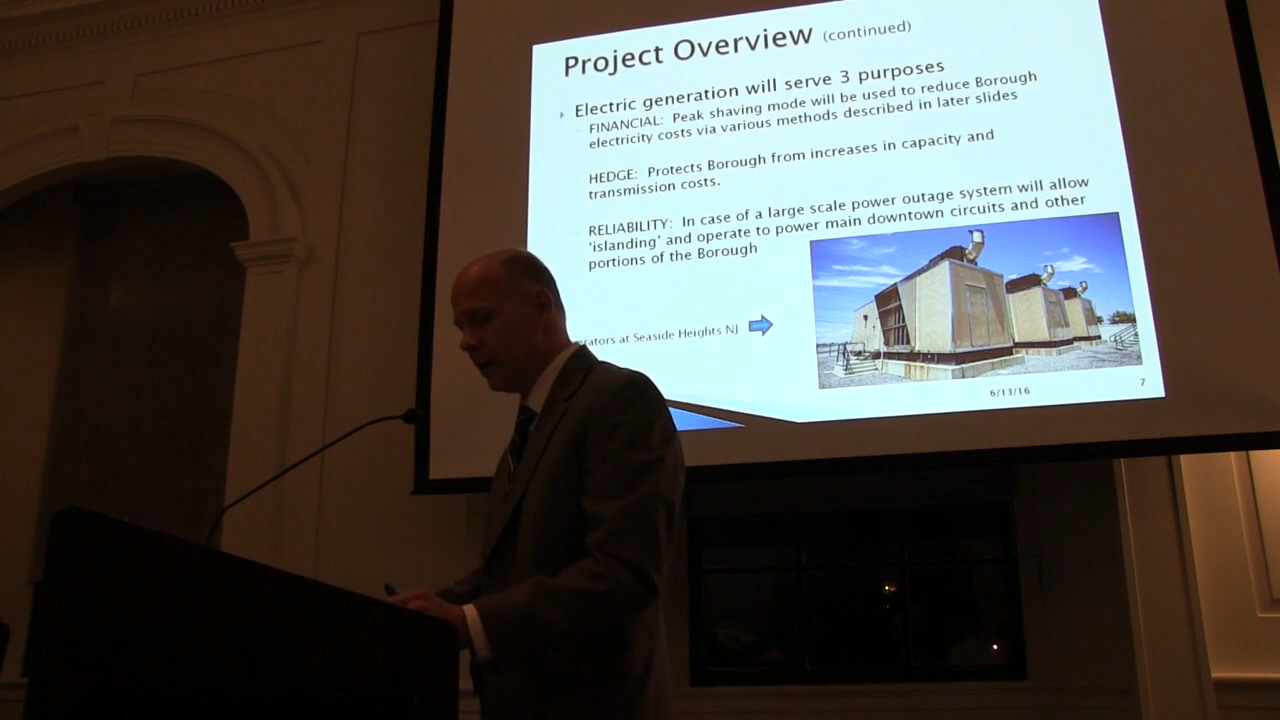 Project Overview (continued)
Electric generation will serve 3 purposes
FINANCIAL: Peak shaving mode will be used to reduce Borough
electricity costs via various methods described in later slides
HEDGE: Protects Borough from increases in capacity and
transmission costs.
RELIABILITY: In case of a large scale power outage system will allow
'islanding' and operate to power main downtown circuits and other
portions of the Borough
at Seaside Heights NJ
6/13/16
7